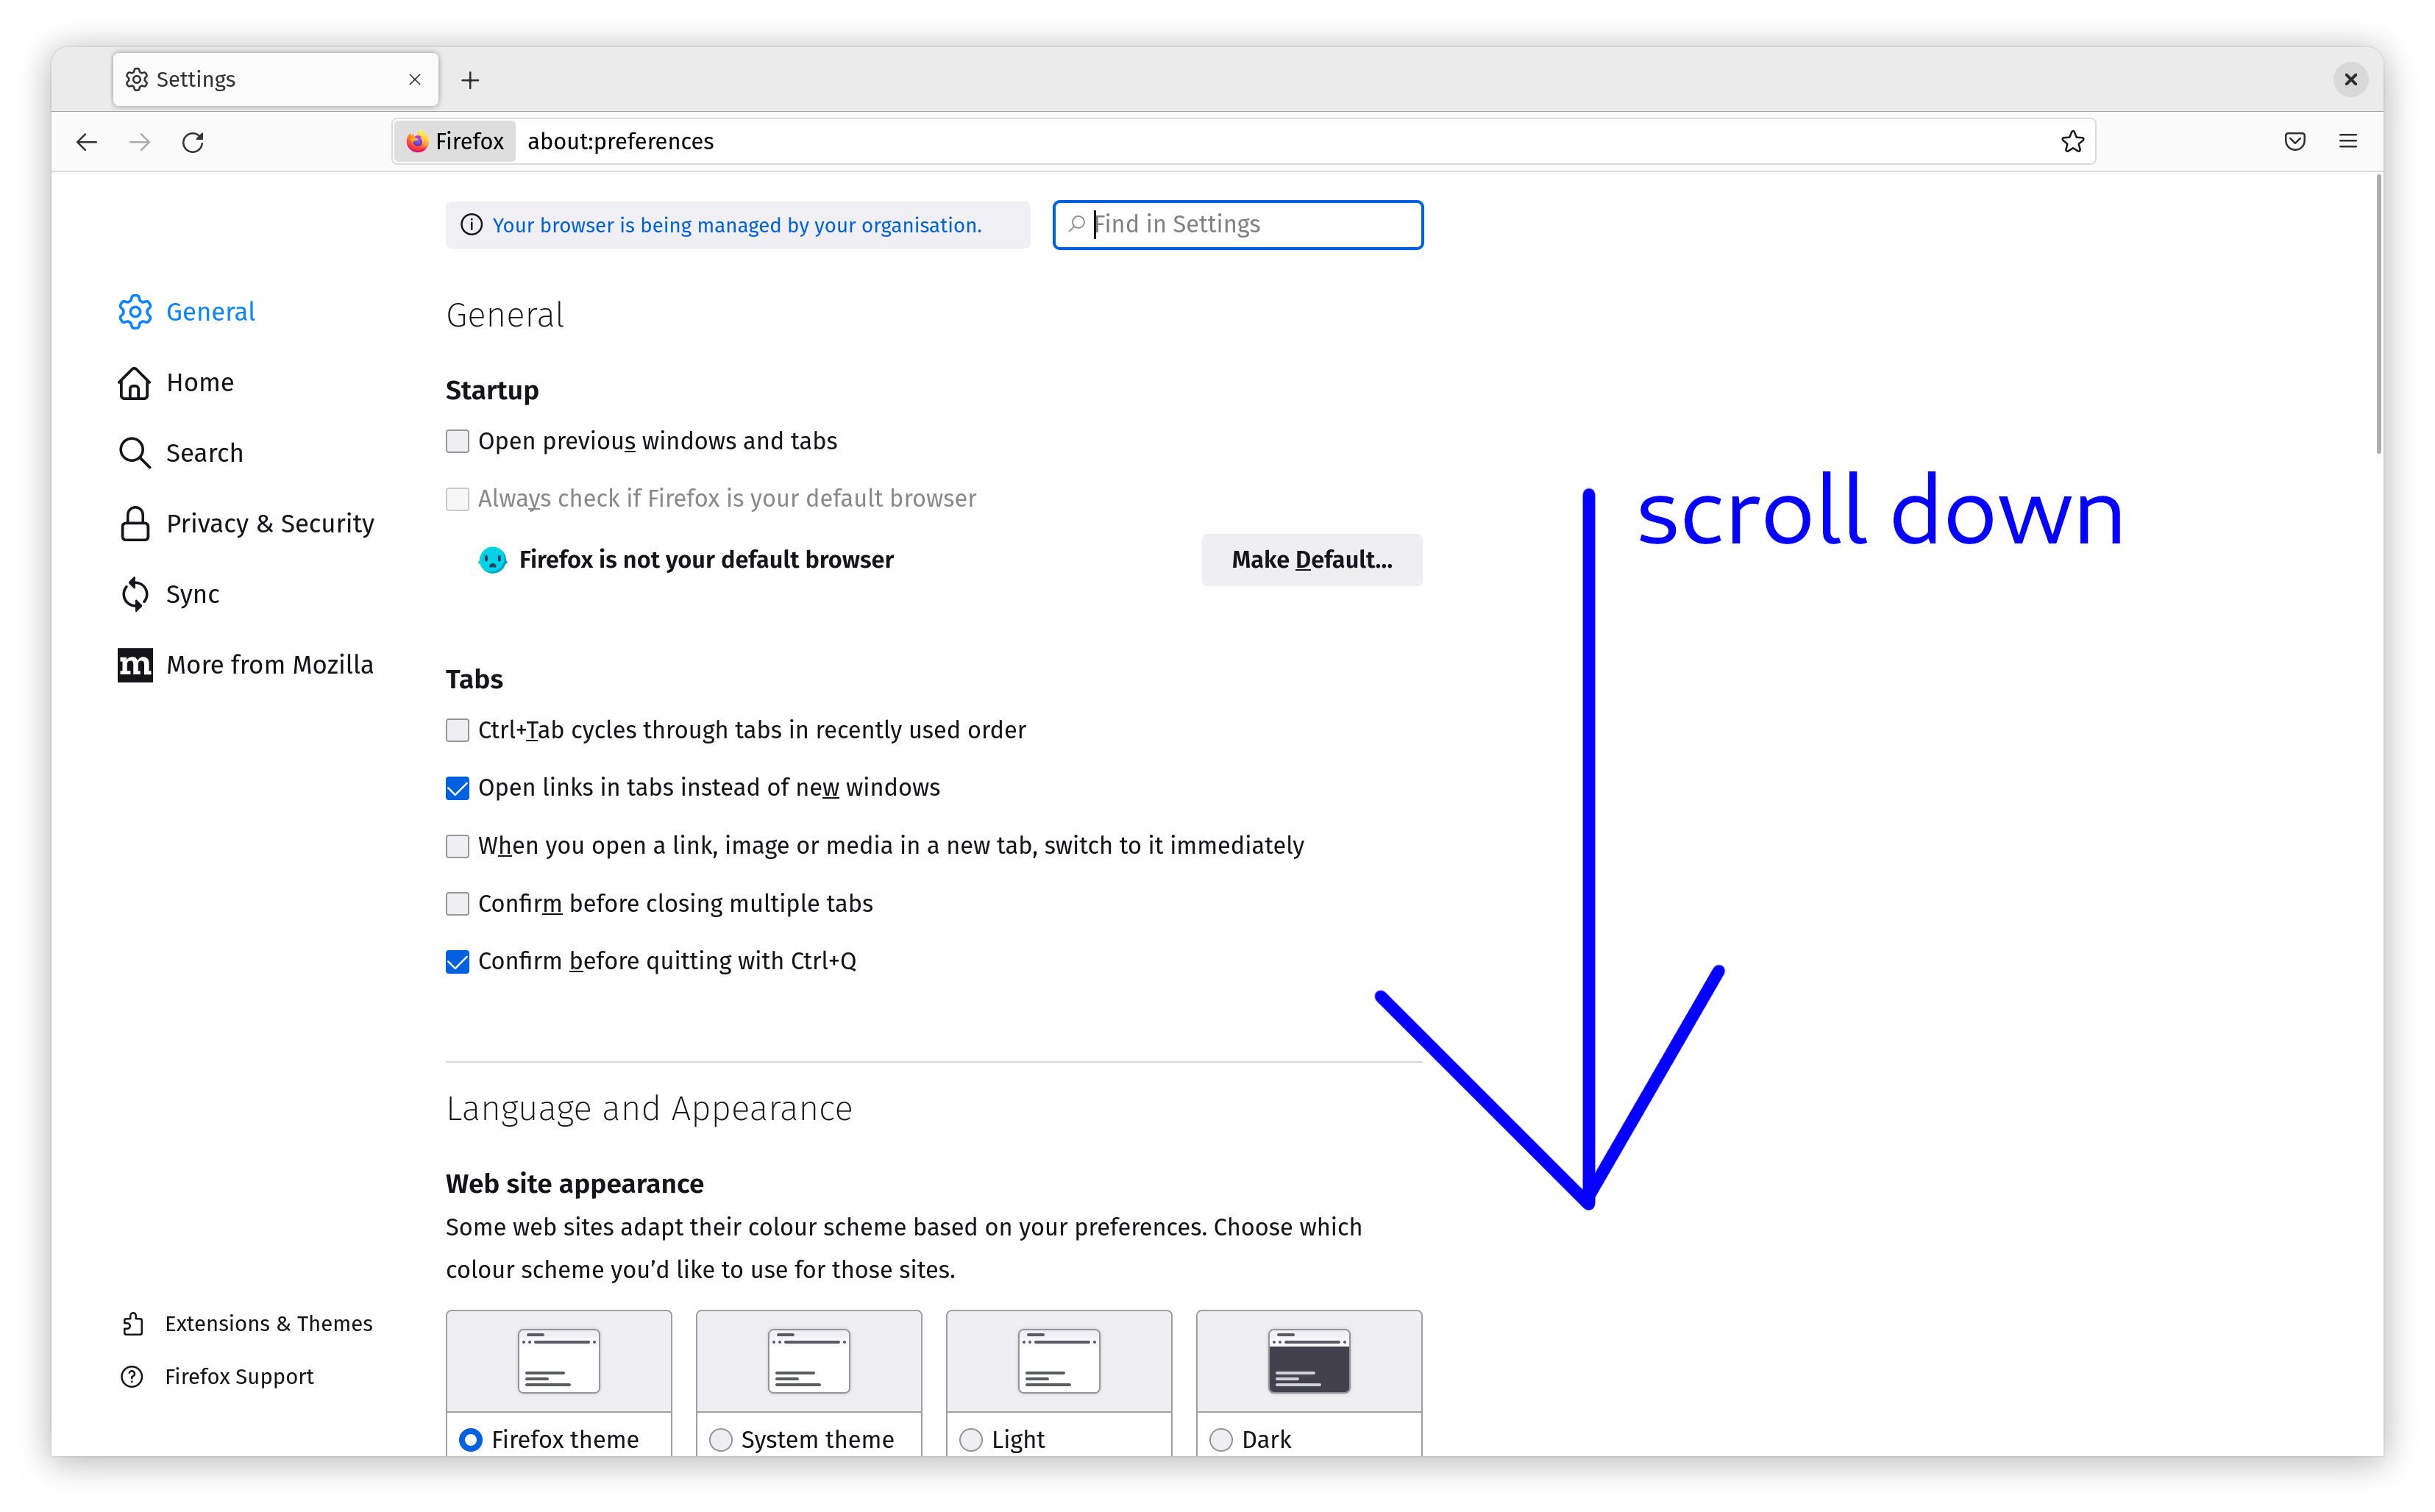 Settings
Firefox about:preferences
Your browser is being managed by your organisation.
Find in Settings
General
Home
Search
Privacy & Security
Sync
m More from Mozilla
Extensions & Themes
Firefox Support
General
Startup
Open previous windows and tabs
Always check if Firefox is your default browser
Firefox is not your default browser
Make Default...
Tabs
Ctrl+Tab cycles through tabs in recently used order
Open links in tabs instead of new windows
When you open a link, image or media in a new tab, switch to it immediately
Confirm before closing multiple tabs
Confirm before quitting with Ctrl+Q
Language and Appearance
Web site appearance
Some web sites adapt their colour scheme based on your preferences. Choose which
colour scheme you’d like to use for those sites.
Firefox theme
System theme
Light
Dark
scroll down